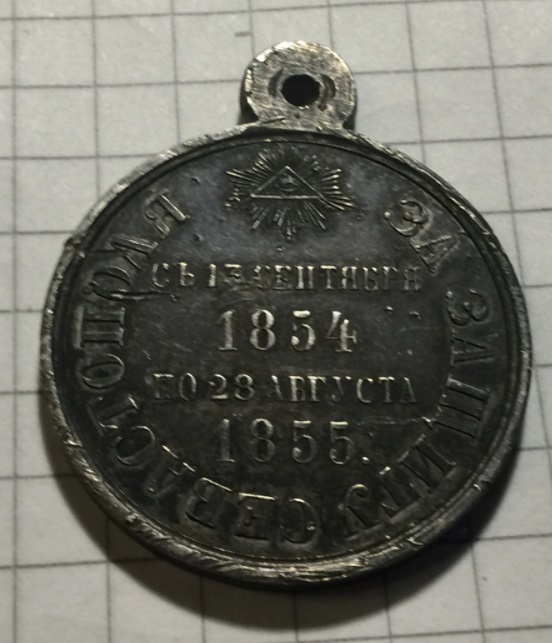 ЗА ЗАЩИТУ СЕВАСТОПОЛЯ
СЪ 13 СЕНТЯБРЯ
1854
ПО 28 АВГУСТА
1855.